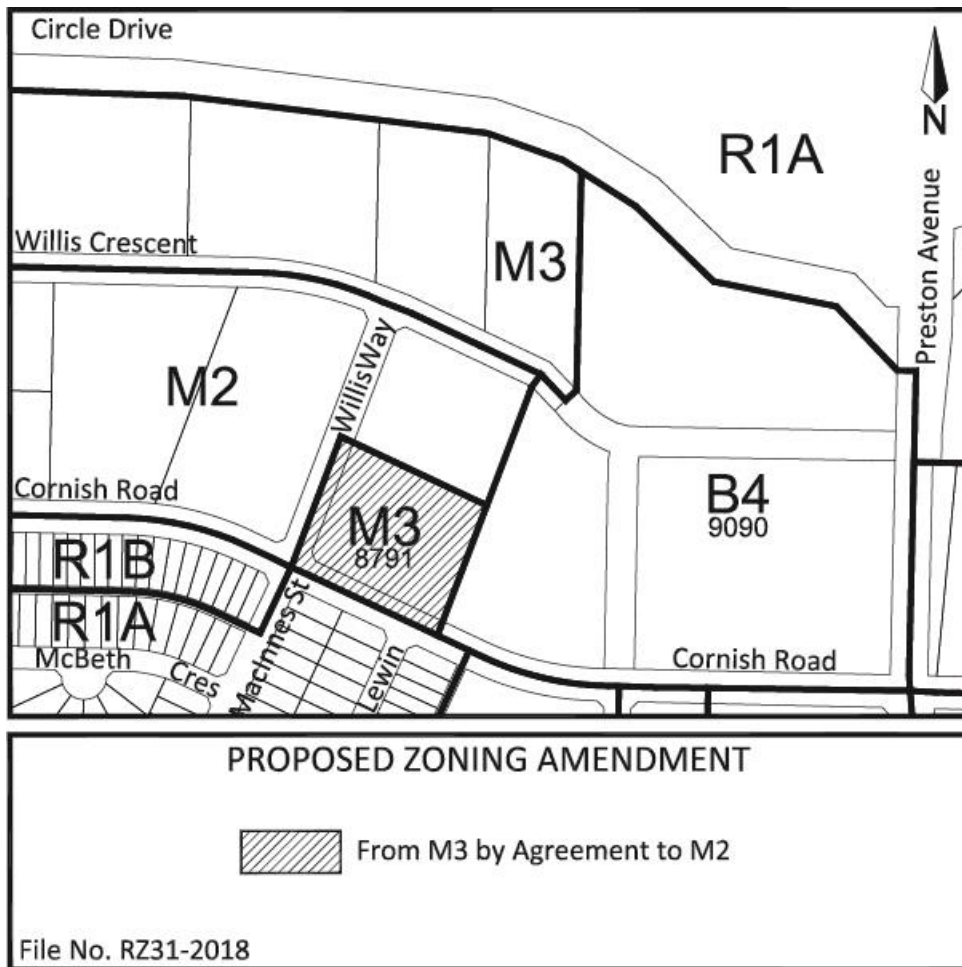 Circle Drive
N
R1A
Preston Avenue
Willis Crescent
M3
Willis Way
M2
Cornish Road
B4
9090
M3
8791
R1B
R1A
MacInnes St
McBeth
Cres
Lewin
Cornish Road
PROPOSED ZONING AMENDMENT
From M3 by Agreement to M2
File No. RZ31-2018